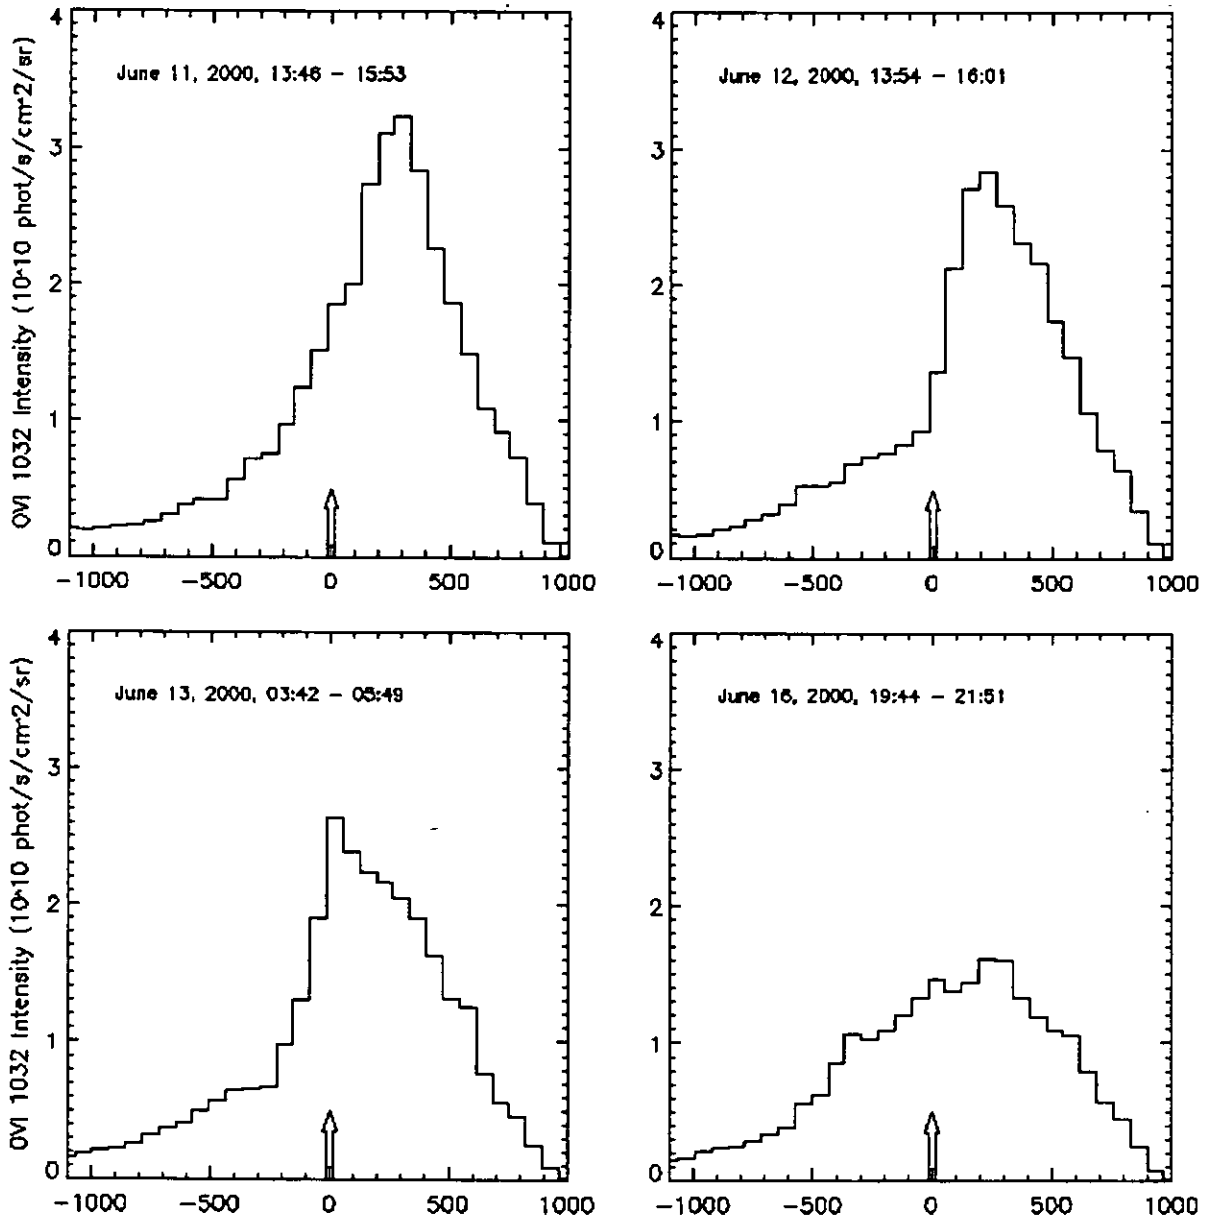 OVI 1032 Intensity (10^10 phot/s/cm^2/sr)
4
3
2
1
0
June 11, 2000, 13:46 - 15:53
-1000 -500 0 500 1000
4
3
2
1
0
June 12, 2000, 13:54 - 16:01
-1000 -500 0 500 1000
OVI 1032 Intensity (10^10 phot/s/cm^2/sr)
4
3
2
1
0
June 13, 2000, 03:42 - 05:49
-1000 -500 0 500 1000
4
3
2
1
0
June 16, 2000, 19:44 - 21:51
-1000 -500 0 500 1000